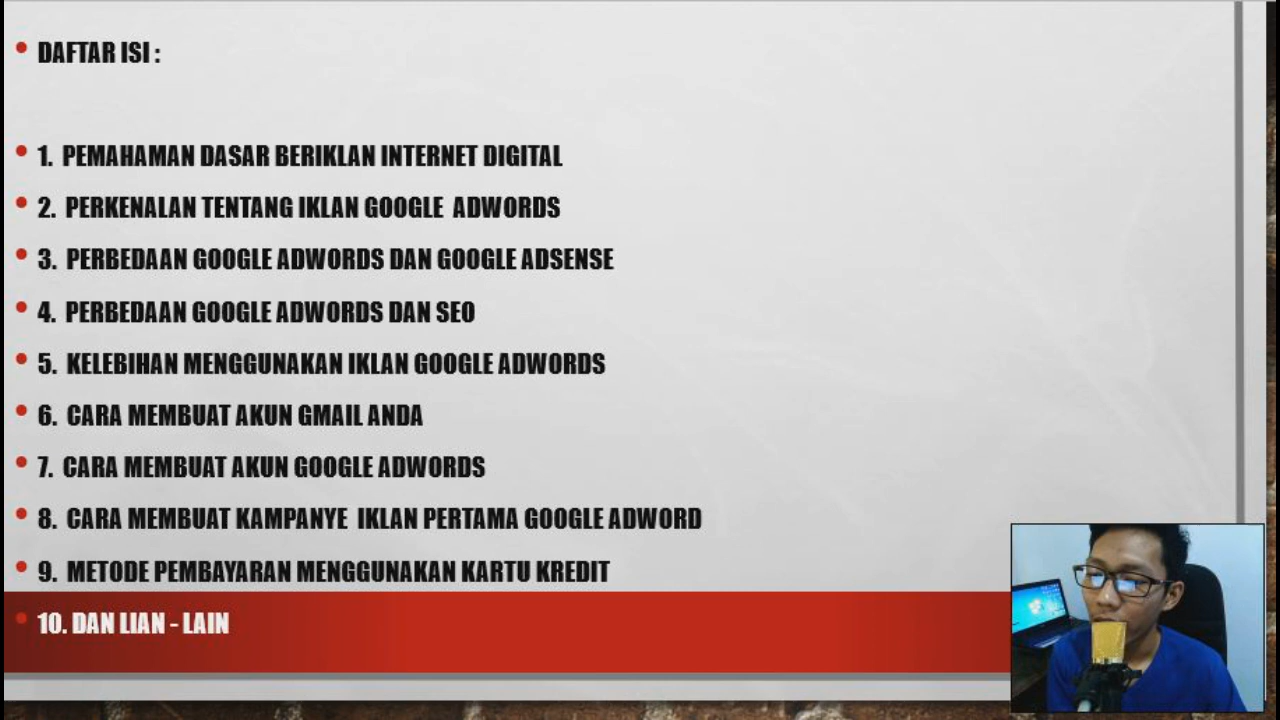 DAFTAR ISI :
1. PEMAHAMAN DASAR BERIKLAN INTERNET DIGITAL
2. PERKENALAN TENTANG IKLAN GOOGLE ADWORDS
3. PERBEDAAN GOOGLE ADWORDS DAN GOOGLE ADSENSE
4. PERBEDAAN GOOGLE ADWORDS DAN SEO
5. KELEBIHAN MENGGUNAKAN IKLAN GOOGLE ADWORDS
6. CARA MEMBUAT AKUN GMAIL ANDA
7. CARA MEMBUAT AKUN GOOGLE ADWORDS
8. CARA MEMBUAT KAMPANYE IKLAN PERTAMA GOOGLE ADWORD
9. METODE PEMBAYARAN MENGGUNAKAN KARTU KREDIT
10. DAN LIAN - LAIN